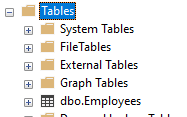 Tables
System Tables
FileTables
External Tables
Graph Tables
dbo.Employees